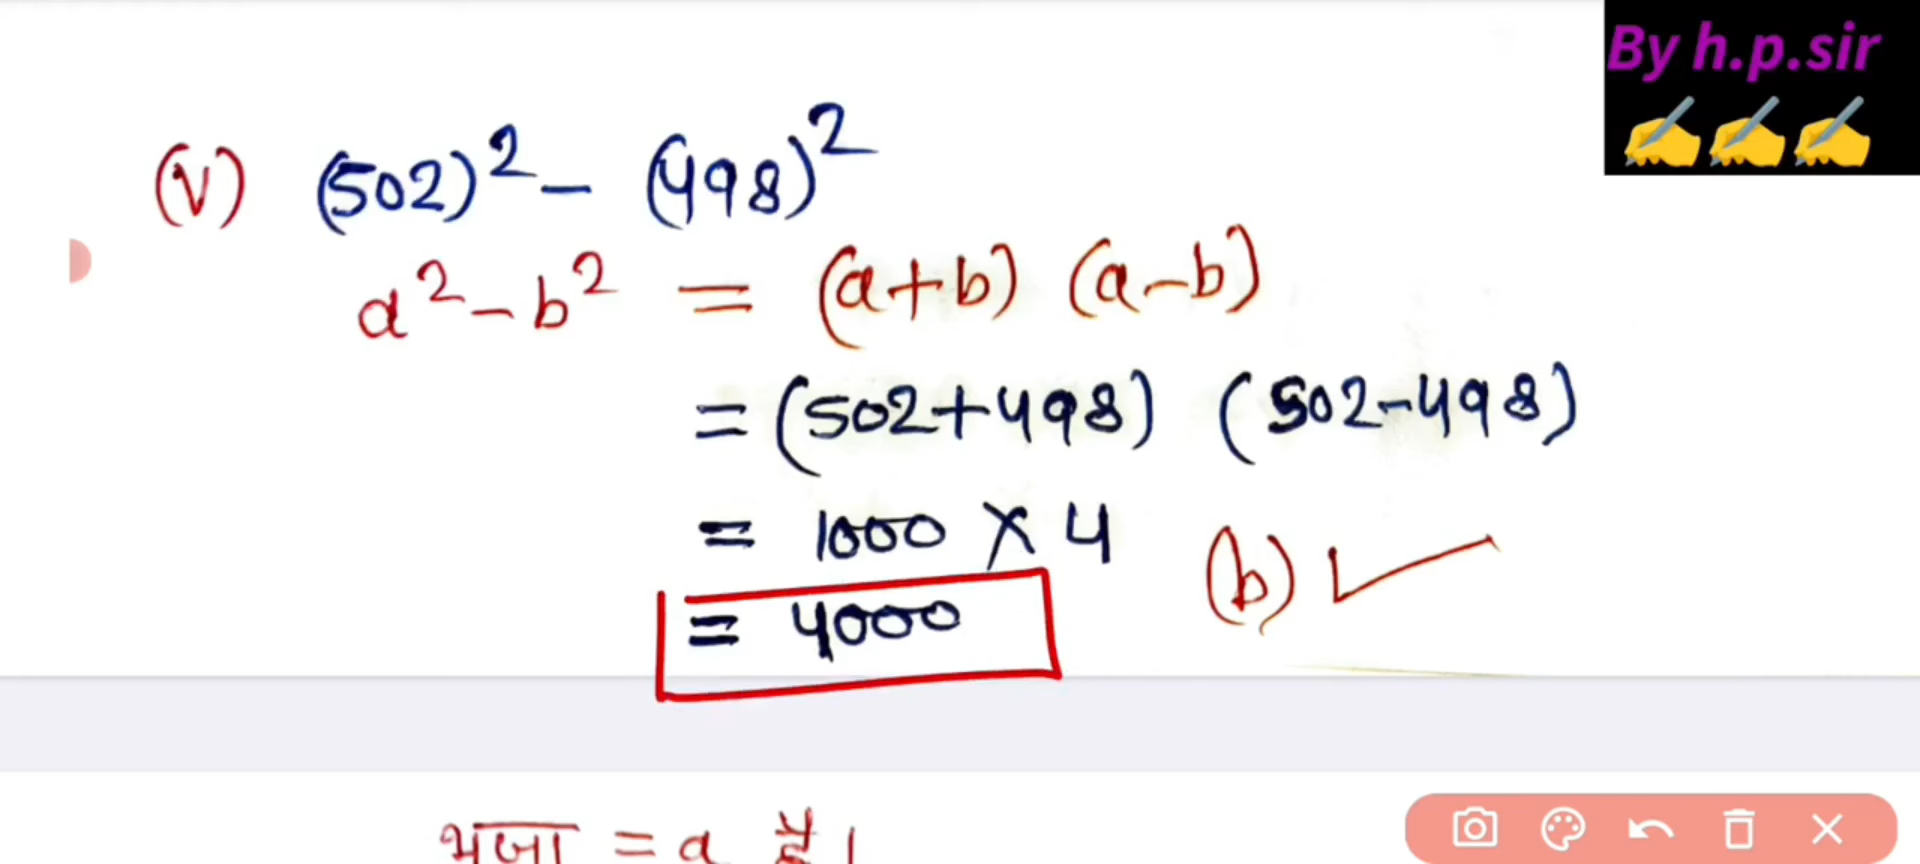 By h.p.sir
(V) (502)² - (498)²
a² - b² = (a+b) (a-b)
= (502+498) (502-498)
= 1000 × 4
(b) ✓
= 4000
भुजा = a है।